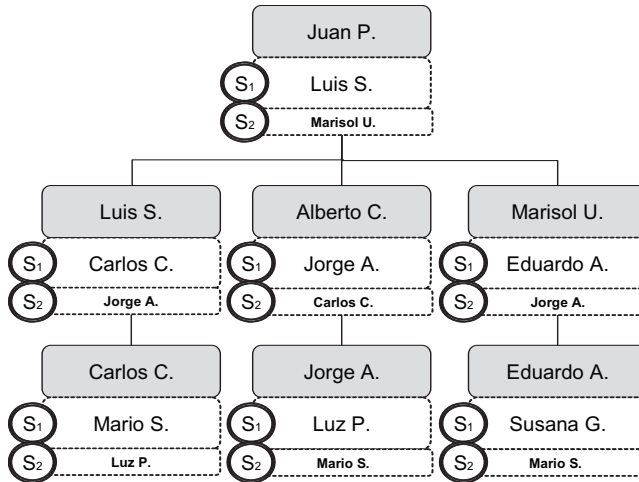 Juan P.
S1 Luis S.
S2 Marisol U.
Luis S.
S1 Carlos C.
S2 Jorge A.
Alberto C.
S1 Jorge A.
S2 Carlos C.
Marisol U.
S1 Eduardo A.
S2 Jorge A.
Carlos C.
S1 Mario S.
S2 Luz P.
Jorge A.
S1 Luz P.
S2 Mario S.
Eduardo A.
S1 Susana G.
S2 Mario S.